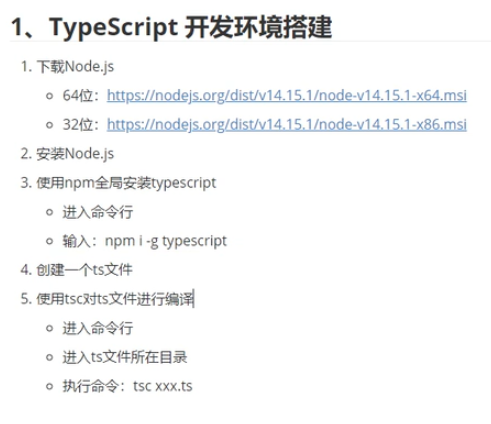 1、TypeScript 开发环境搭建
1. 下载Node.js
64位：https://nodejs.org/dist/v14.15.1/node-v14.15.1-x64.msi
32位：https://nodejs.org/dist/v14.15.1/node-v14.15.1-x86.msi
2. 安装Node.js
3. 使用npm全局安装typescript
进入命令行
输入：npm i -g typescript
4. 创建一个ts文件
5. 使用tsc对ts文件进行编译
进入命令行
进入ts文件所在目录
执行命令：tsc xxx.ts